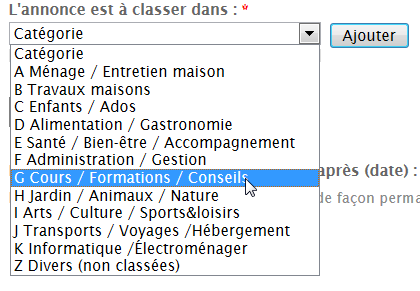 L'annonce est à classer dans : *
Catégorie
Ajouter
Catégorie
A Ménage / Entretien maison
B Travaux maisons
C Enfants / Ados
D Alimentation / Gastronomie
E Santé / Bien-être / Accompagnement
F Administration / Gestion
après (date) :
G Cours / Formations / Conseils
H Jardin / Animaux / Nature
de façon perma
I Arts / Culture / Sports&loisirs
J Transports / Voyages /Hébergement
K Informatique /Électroménager
Z Divers (non classées)